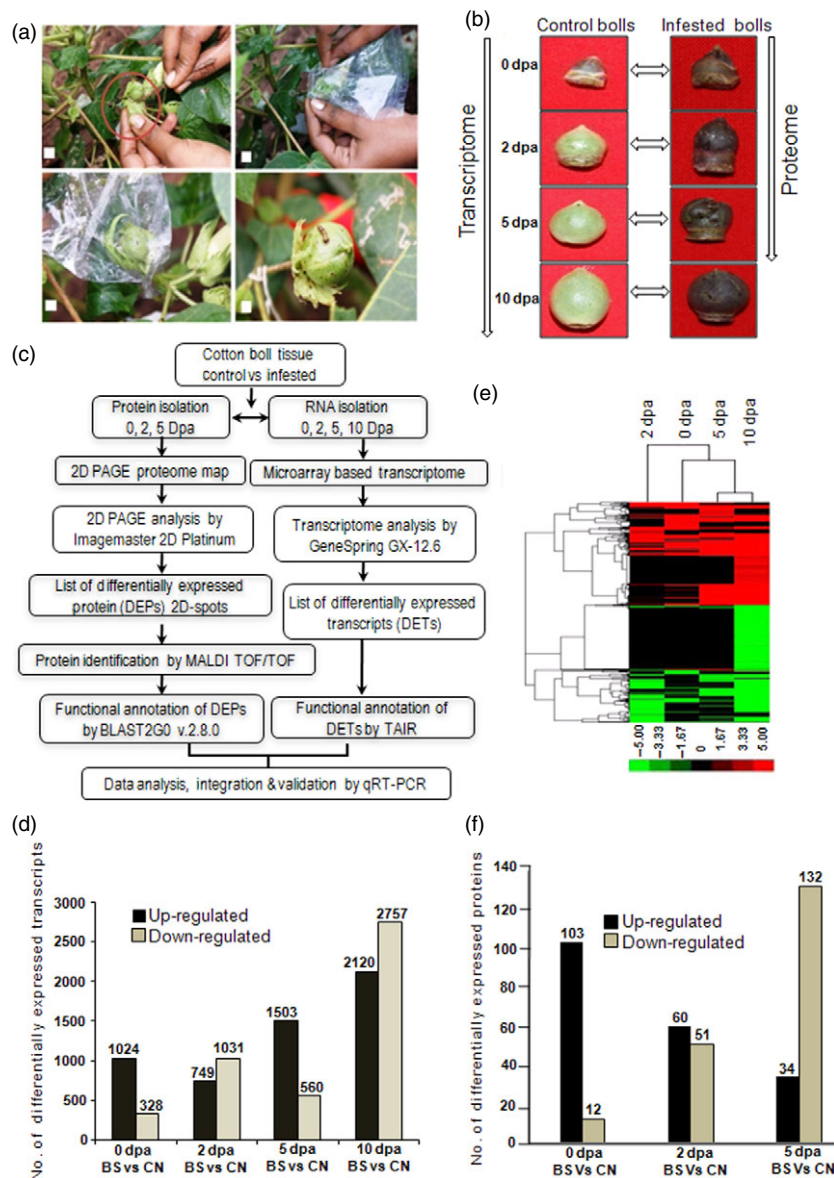 (a)
(b)
Control bolls
Infested bolls
Transcriptome
Proteome
0 dpa
2 dpa
5 dpa
10 dpa
(c)
Cotton boll tissue
control vs infested
Protein isolation
0, 2, 5 Dpa
RNA isolation
0, 2, 5, 10 Dpa
2D PAGE proteome map
Microarray based transcriptome
2D PAGE analysis by
Imagemaster 2D Platinum
Transcriptome analysis by
GeneSpring GX-12.6
List of differentially expressed
protein (DEPs) 2D-spots
List of differentially expressed
transcripts (DETs)
Protein identification by MALDI TOF/TOF
Functional annotation of DEPs
by BLAST2G0 v.2.8.0
Functional annotation of
DETs by TAIR
Data analysis, integration & validation by qRT-PCR
(e)
2 dpa
0 dpa
5 dpa
10 dpa
−5.00
−3.33
−1.67
0
1.67
3.33
5.00
(d)
No. of differentially expressed transcripts
3000
2500
2000
1500
1000
500
0
Up-regulated
Down-regulated
1024
328
749
1031
1503
560
2120
2757
0 dpa
BS vs CN
2 dpa
BS vs CN
5 dpa
BS vs CN
10 dpa
BS vs CN
(f)
No. of differentially expressed proteins
140
120
100
80
60
40
20
0
Up-regulated
Down-regulated
103
12
60
51
34
132
0 dpa
BS Vs CN
2 dpa
BS Vs CN
5 dpa
BS Vs CN